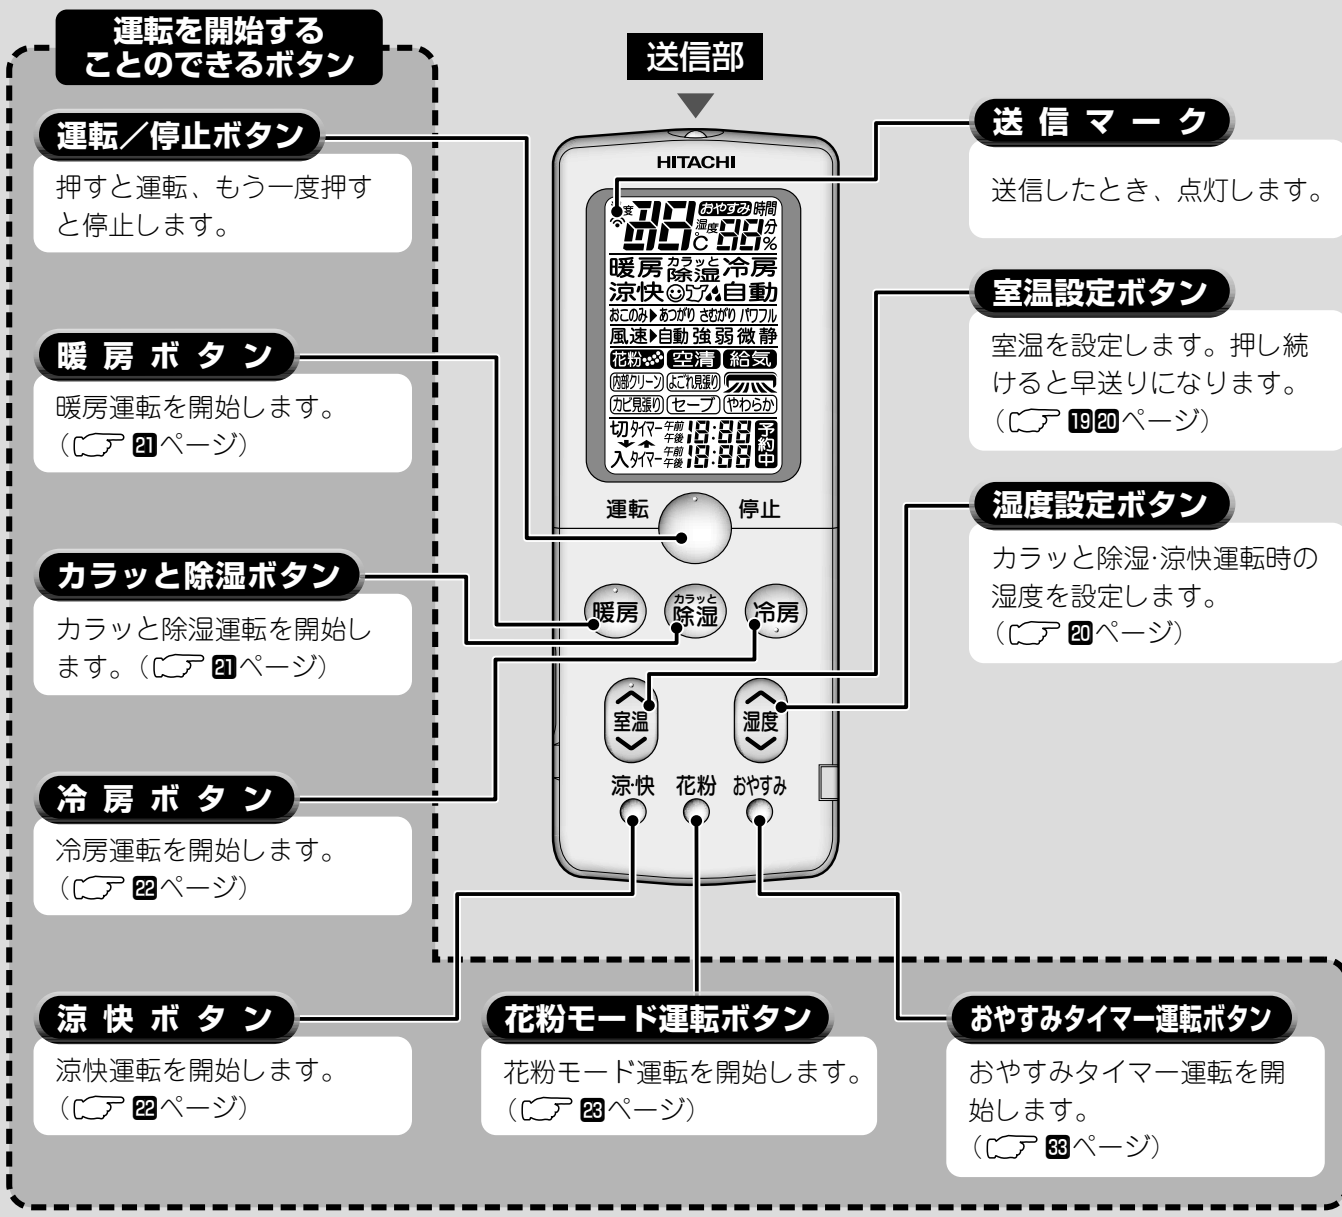 運転を開始する
ことのできるボタン
運転／停止ボタン
押すと運転、もう一度押す
と停止します。
暖房ボタン
暖房運転を開始します。
（☞ 21ページ）
カラッと除湿ボタン
カラッと除湿運転を開始し
ます。（☞ 21ページ）
冷房ボタン
冷房運転を開始します。
（☞ 22ページ）
涼快ボタン
涼快運転を開始します。
（☞ 22ページ）
花粉モード運転ボタン
花粉モード運転を開始します。
（☞ 23ページ）
おやすみタイマー運転ボタン
おやすみタイマー運転を開
始します。
（☞ 33ページ）
送信部
HITACHI
おやすみ 時間
88℃ 湿度 88 分 %
暖房 カラッと除湿 冷房
涼快 自動
おこのみ▶あつがり さむがり パワフル
風速▶自動 強 弱 微 静
花粉 空清 給気
内部クリーン よごれ見張り
カビ見張り セーブ やわらか
切タイマー 午前 午後 18:88 予約中
入タイマー 午前 午後 18:88
運転 停止
暖房 カラッと除湿 冷房
室温 湿度
涼・快 花粉 おやすみ
送信マーク
送信したとき、点灯します。
室温設定ボタン
室温を設定します。押し続
けると早送りになります。
（☞ 19 20ページ）
湿度設定ボタン
カラッと除湿·涼快運転時の
湿度を設定します。
（☞ 20ページ）